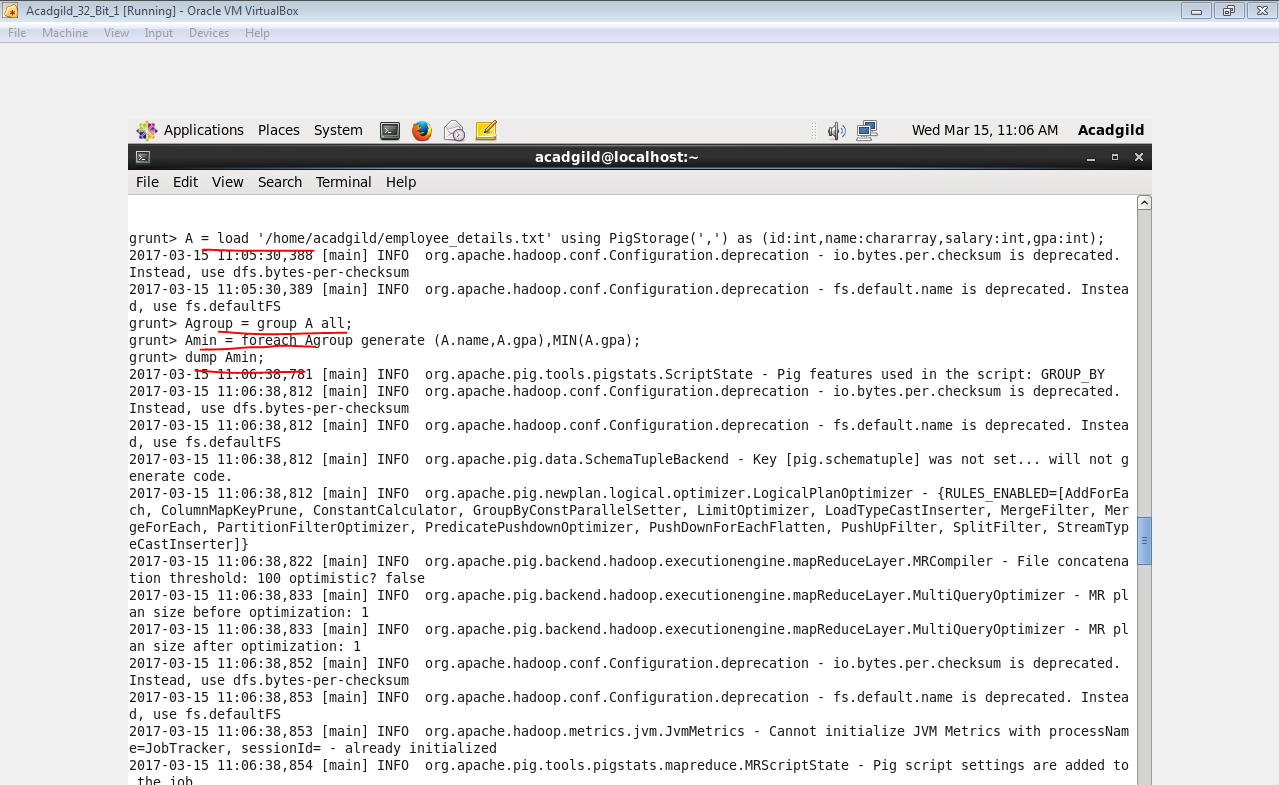 Acadgild_32_Bit_1 [Running] - Oracle VM VirtualBox
File Machine View Input Devices Help
Applications Places System Wed Mar 15, 11:06 AM Acadgild
acadgild@localhost:~
File Edit View Search Terminal Help
grunt> A = load '/home/acadgild/employee_details.txt' using PigStorage(',') as (id:int,name:chararray,salary:int,gpa:int);
2017-03-15 11:05:30,388 [main] INFO  org.apache.hadoop.conf.Configuration.deprecation - io.bytes.per.checksum is deprecated.
Instead, use dfs.bytes-per-checksum
2017-03-15 11:05:30,389 [main] INFO  org.apache.hadoop.conf.Configuration.deprecation - fs.default.name is deprecated. Instea
d, use fs.defaultFS
grunt> Agroup = group A all;
grunt> Amin = foreach Agroup generate (A.name,A.gpa),MIN(A.gpa);
grunt> dump Amin;
2017-03-15 11:06:38,781 [main] INFO  org.apache.pig.tools.pigstats.ScriptState - Pig features used in the script: GROUP_BY
2017-03-15 11:06:38,812 [main] INFO  org.apache.hadoop.conf.Configuration.deprecation - io.bytes.per.checksum is deprecated.
Instead, use dfs.bytes-per-checksum
2017-03-15 11:06:38,812 [main] INFO  org.apache.hadoop.conf.Configuration.deprecation - fs.default.name is deprecated. Instea
d, use fs.defaultFS
2017-03-15 11:06:38,812 [main] INFO  org.apache.pig.data.SchemaTupleBackend - Key [pig.schematuple] was not set... will not g
enerate code.
2017-03-15 11:06:38,812 [main] INFO  org.apache.pig.newplan.logical.optimizer.LogicalPlanOptimizer - {RULES_ENABLED=[AddForEa
ch, ColumnMapKeyPrune, ConstantCalculator, GroupByConstParallelSetter, LimitOptimizer, LoadTypeCastInserter, MergeFilter, Mer
geForEach, PartitionFilterOptimizer, PredicatePushdownOptimizer, PushDownForEachFlatten, PushUpFilter, SplitFilter, StreamTyp
eCastInserter]}
2017-03-15 11:06:38,822 [main] INFO  org.apache.pig.backend.hadoop.executionengine.mapReduceLayer.MRCompiler - File concatena
tion threshold: 100 optimistic? false
2017-03-15 11:06:38,833 [main] INFO  org.apache.pig.backend.hadoop.executionengine.mapReduceLayer.MultiQueryOptimizer - MR pl
an size before optimization: 1
2017-03-15 11:06:38,833 [main] INFO  org.apache.pig.backend.hadoop.executionengine.mapReduceLayer.MultiQueryOptimizer - MR pl
an size after optimization: 1
2017-03-15 11:06:38,852 [main] INFO  org.apache.hadoop.conf.Configuration.deprecation - io.bytes.per.checksum is deprecated.
Instead, use dfs.bytes-per-checksum
2017-03-15 11:06:38,853 [main] INFO  org.apache.hadoop.conf.Configuration.deprecation - fs.default.name is deprecated. Instea
d, use fs.defaultFS
2017-03-15 11:06:38,853 [main] INFO  org.apache.hadoop.metrics.jvm.JvmMetrics - Cannot initialize JVM Metrics with processNam
e=JobTracker, sessionId= - already initialized
2017-03-15 11:06:38,854 [main] INFO  org.apache.pig.tools.pigstats.mapreduce.MRScriptState - Pig script settings are added to
the job